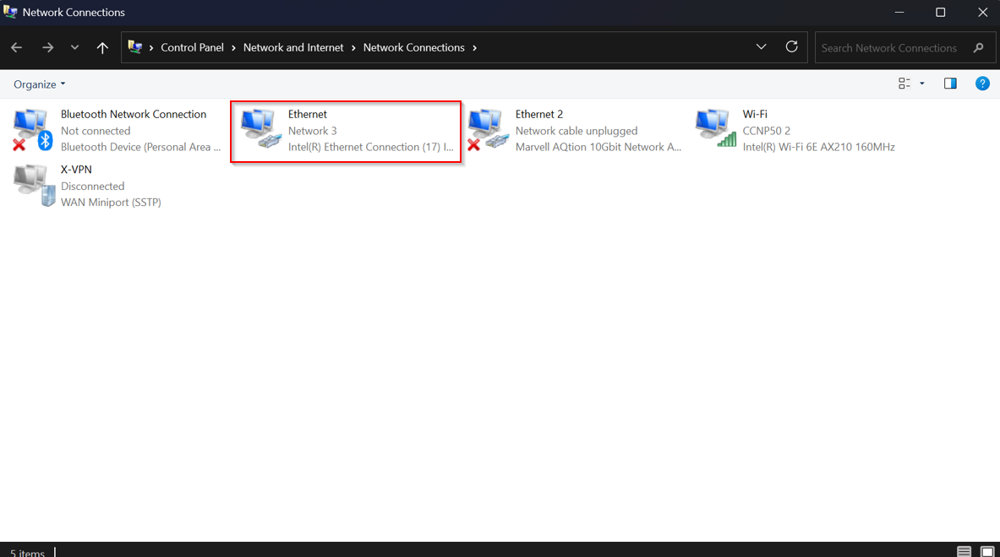 Network Connections
Control Panel > Network and Internet > Network Connections >
Search Network Connections
Organize
Bluetooth Network Connection
Not connected
Bluetooth Device (Personal Area ...
Ethernet
Network 3
Intel(R) Ethernet Connection (17) I...
Ethernet 2
Network cable unplugged
Marvell AQtion 10Gbit Network A...
Wi-Fi
CCNP50 2
Intel(R) Wi-Fi 6E AX210 160MHz
X-VPN
Disconnected
WAN Miniport (SSTP)
5 items